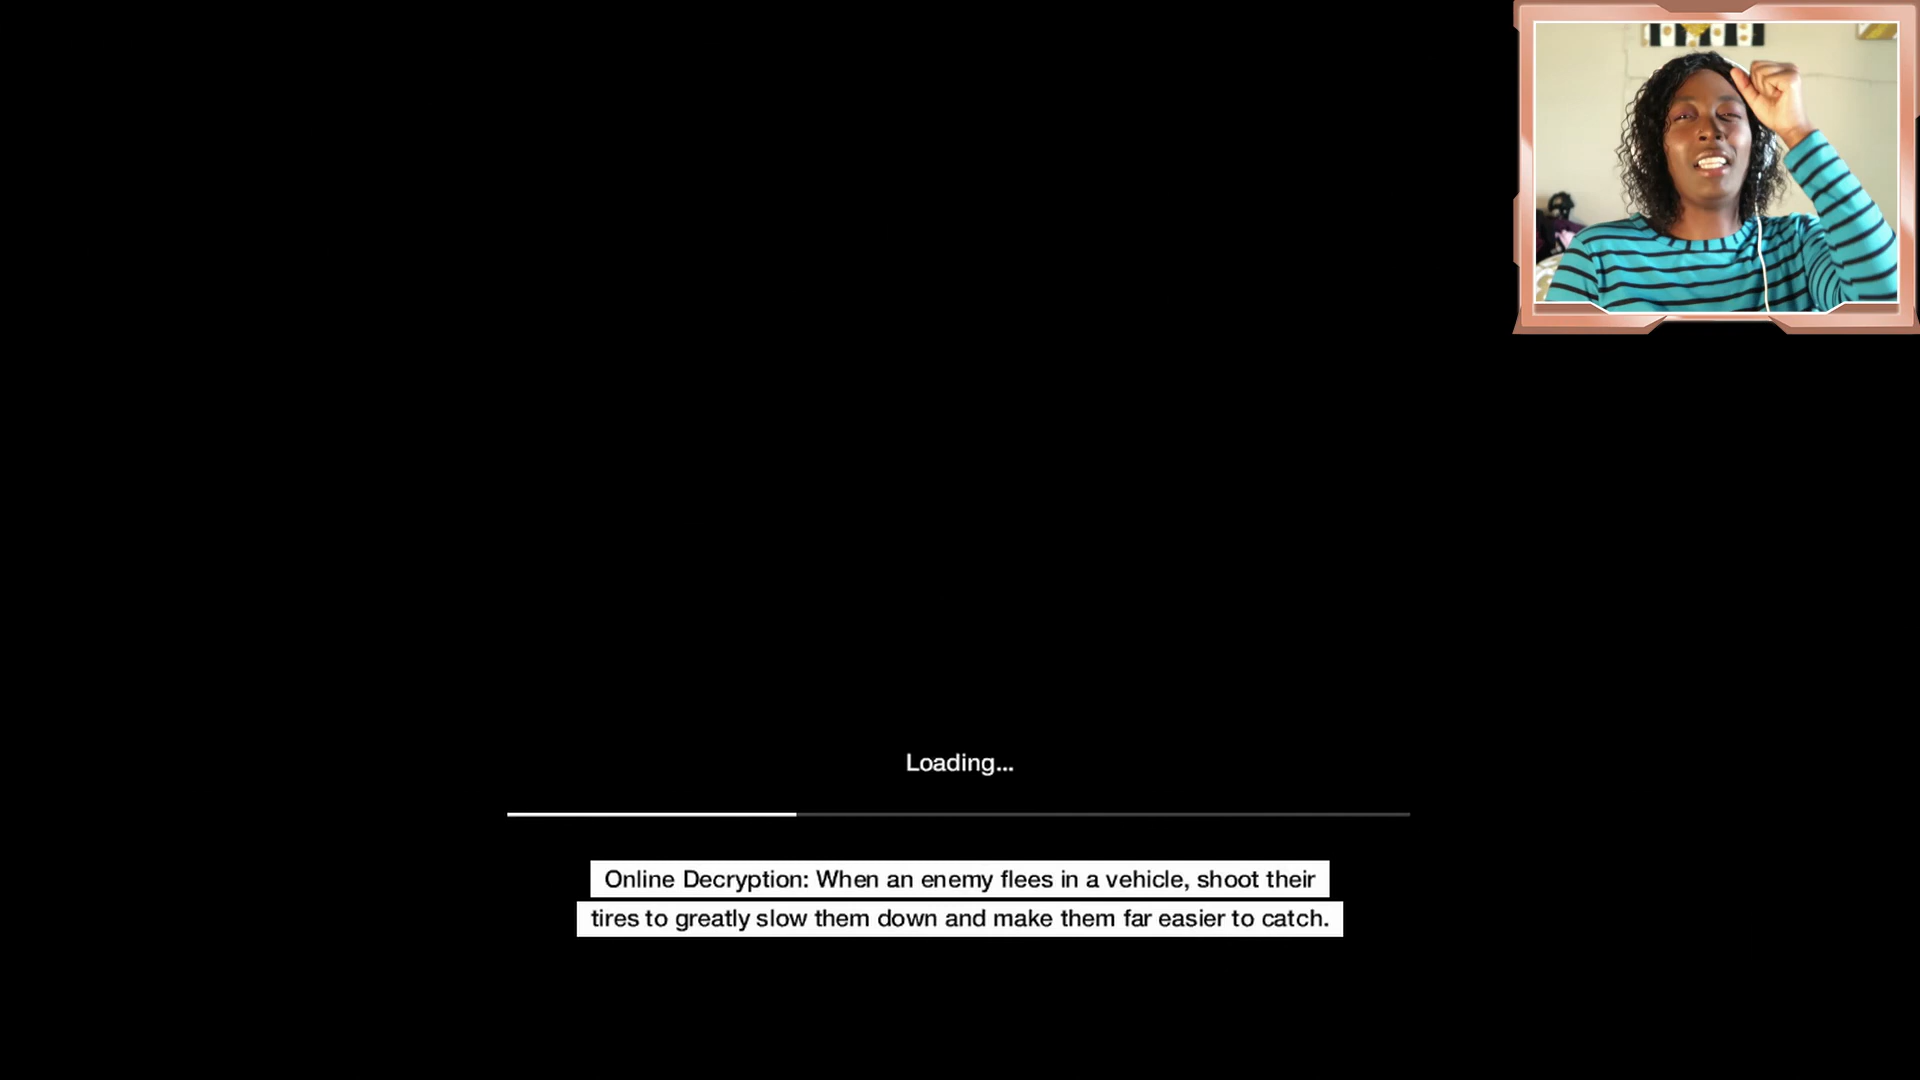 Loading...
Online Decryption: When an enemy flees in a vehicle, shoot their
tires to greatly slow them down and make them far easier to catch.